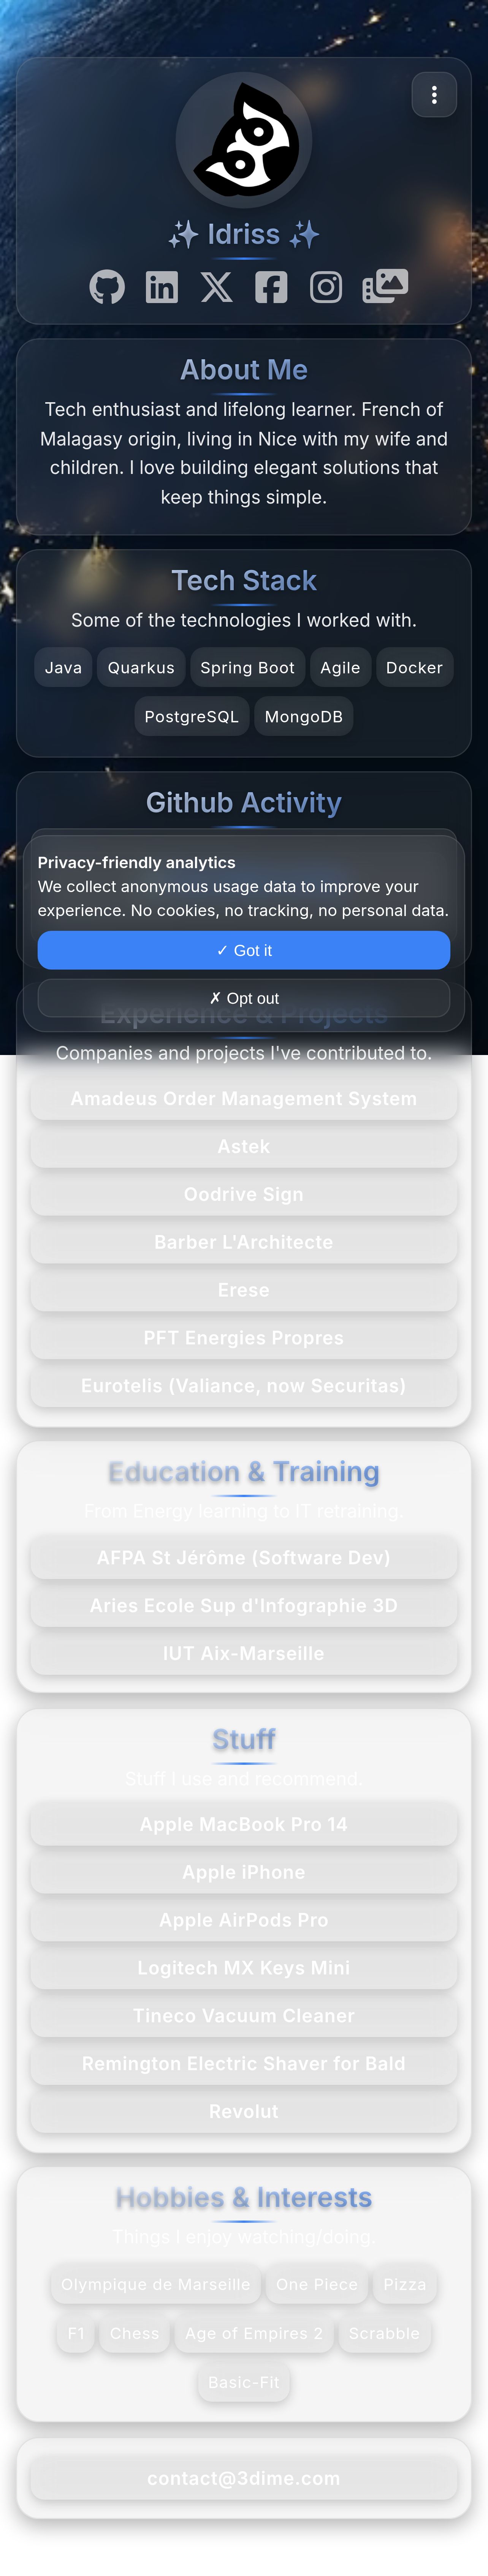 ✨ Idriss ✨
About Me
Tech enthusiast and lifelong learner. French of
Malagasy origin, living in Nice with my wife and
children. I love building elegant solutions that
keep things simple.
Tech Stack
Some of the technologies I worked with.
Java Quarkus Spring Boot Agile Docker
PostgreSQL MongoDB
Github Activity
Privacy-friendly analytics
We collect anonymous usage data to improve your
experience. No cookies, no tracking, no personal data.
✓ Got it
✗ Opt out
Experience & Projects
Companies and projects I've contributed to.
Amadeus Order Management System
Astek
Oodrive Sign
Barber L'Architecte
Erese
PFT Energies Propres
Eurotelis (Valiance, now Securitas)
Education & Training
From Energy learning to IT retraining.
AFPA St Jérôme (Software Dev)
Aries Ecole Sup d'Infographie 3D
IUT Aix-Marseille
Stuff
Stuff I use and recommend.
Apple MacBook Pro 14
Apple iPhone
Apple AirPods Pro
Logitech MX Keys Mini
Tineco Vacuum Cleaner
Remington Electric Shaver for Bald
Revolut
Hobbies & Interests
Things I enjoy watching/doing.
Olympique de Marseille One Piece Pizza
F1 Chess Age of Empires 2 Scrabble
Basic-Fit
contact@3dime.com